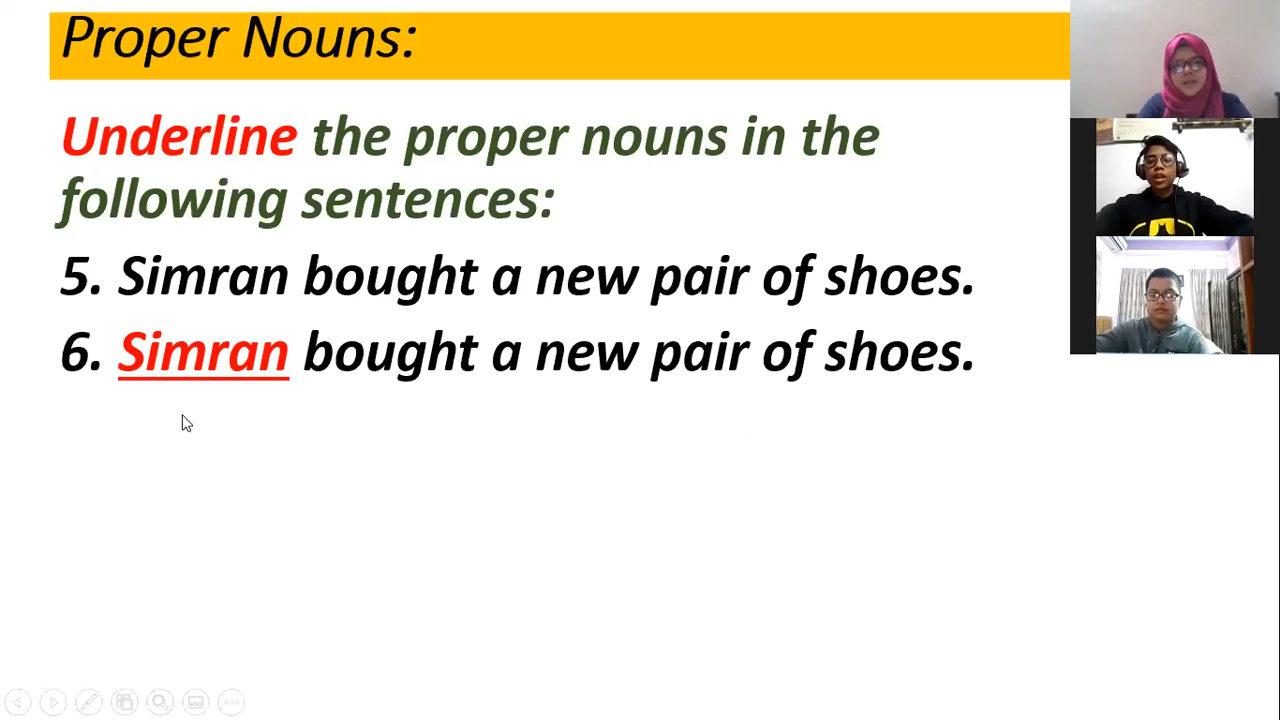 Proper Nouns:
Underline the proper nouns in the
following sentences:
5. Simran bought a new pair of shoes.
6. Simran bought a new pair of shoes.